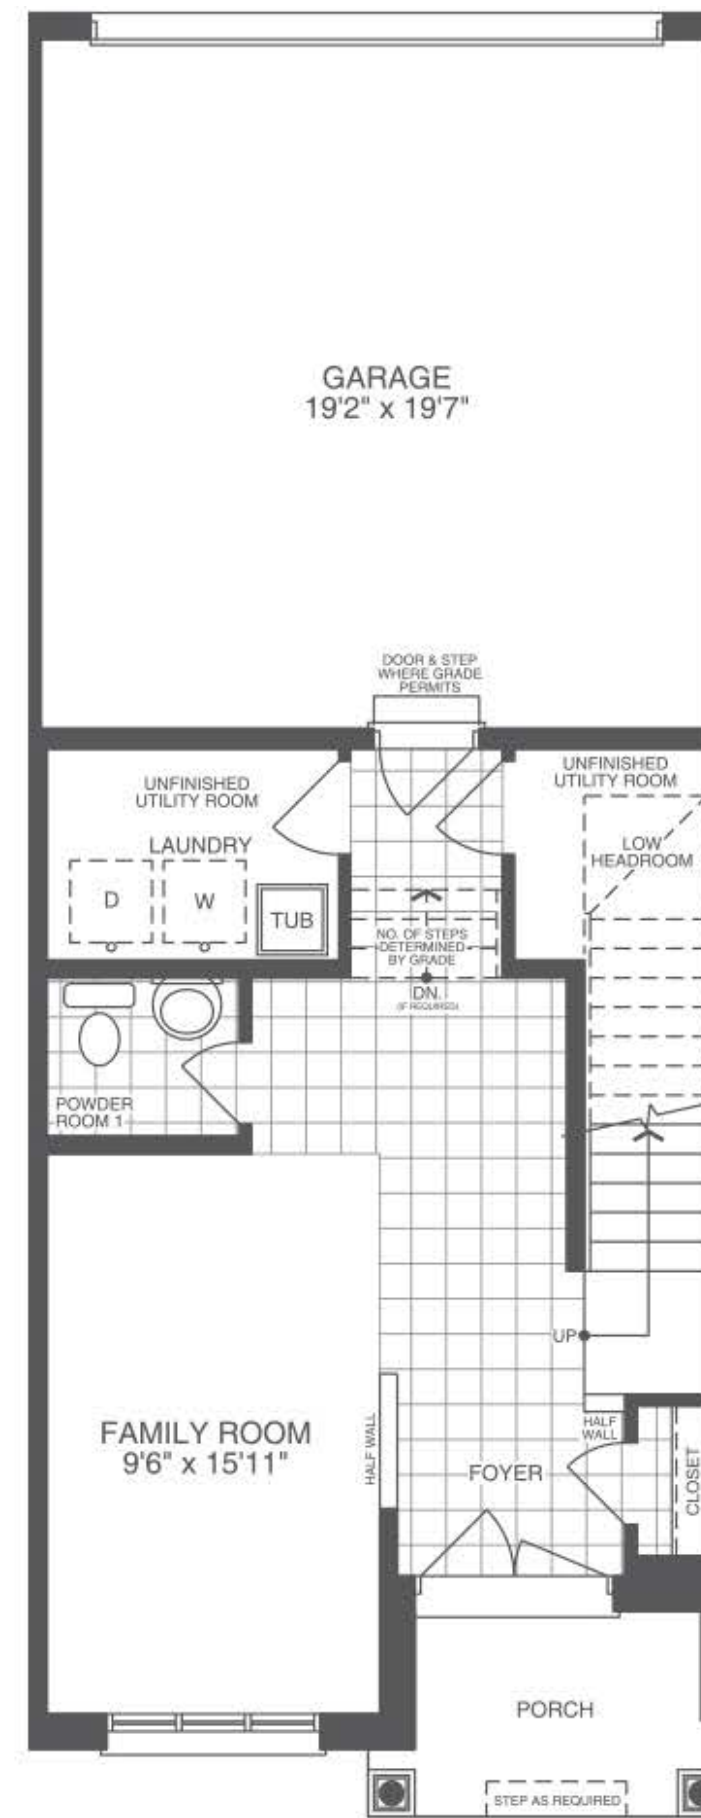 GARAGE
19'2" x 19'7"
DOOR & STEP
WHERE GRADE
PERMITS
UNFINISHED
UTILITY ROOM
UNFINISHED
UTILITY ROOM
LAUNDRY
LOW
HEADROOM
D
W
TUB
NO. OF STEPS
DETERMINED
BY GRADE
DN.
(IF REQUIRED)
POWDER
ROOM 1
UP
FAMILY ROOM
9'6" x 15'11"
HALF WALL
HALF
WALL
FOYER
CLOSET
PORCH
STEP AS REQUIRED